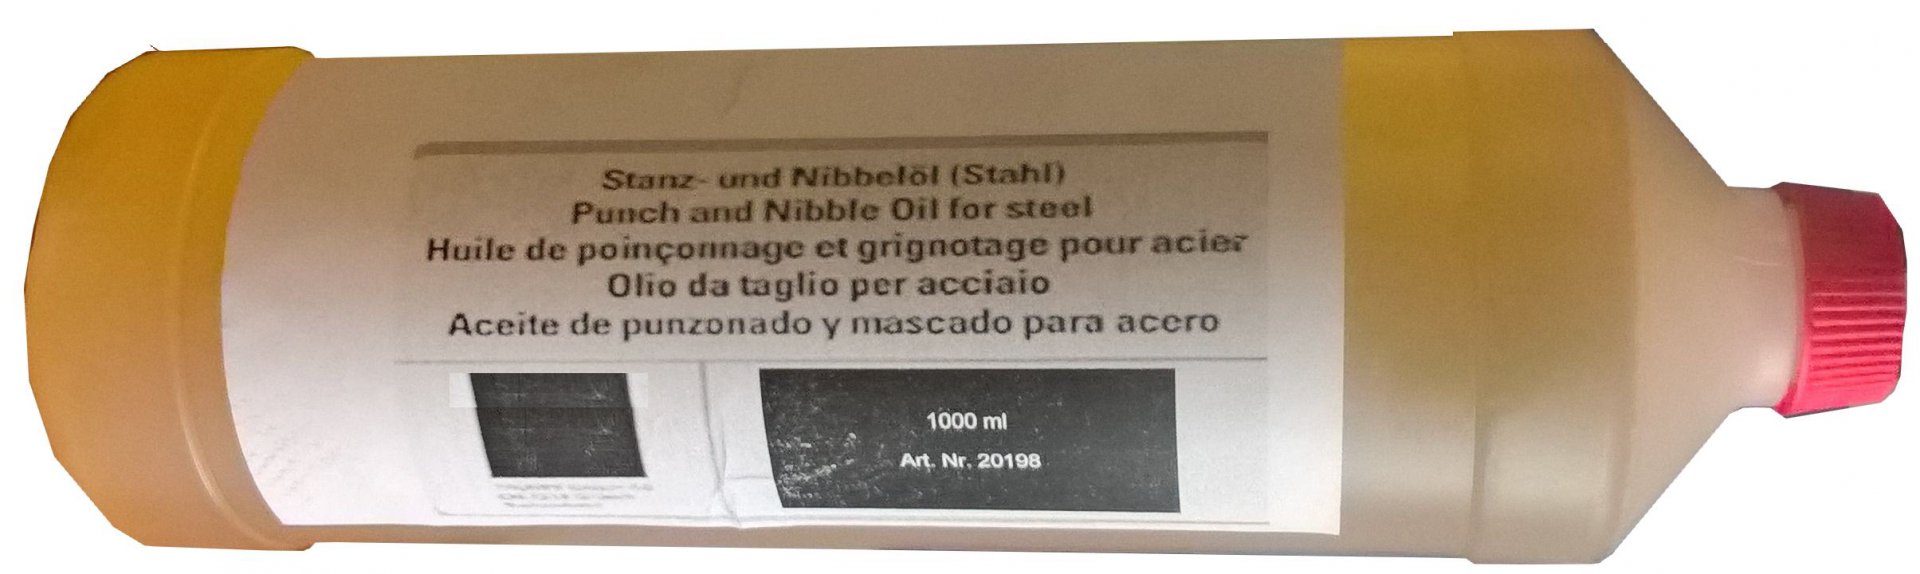 Stanz- und Nibbelöl (Stahl)
Punch and Nibble Oil for steel
Huile de poinçonnage et grignotage pour acier
Olio da taglio per acciaio
Aceite de punzonado y mascado para acero
1000 ml
Art. Nr. 20198